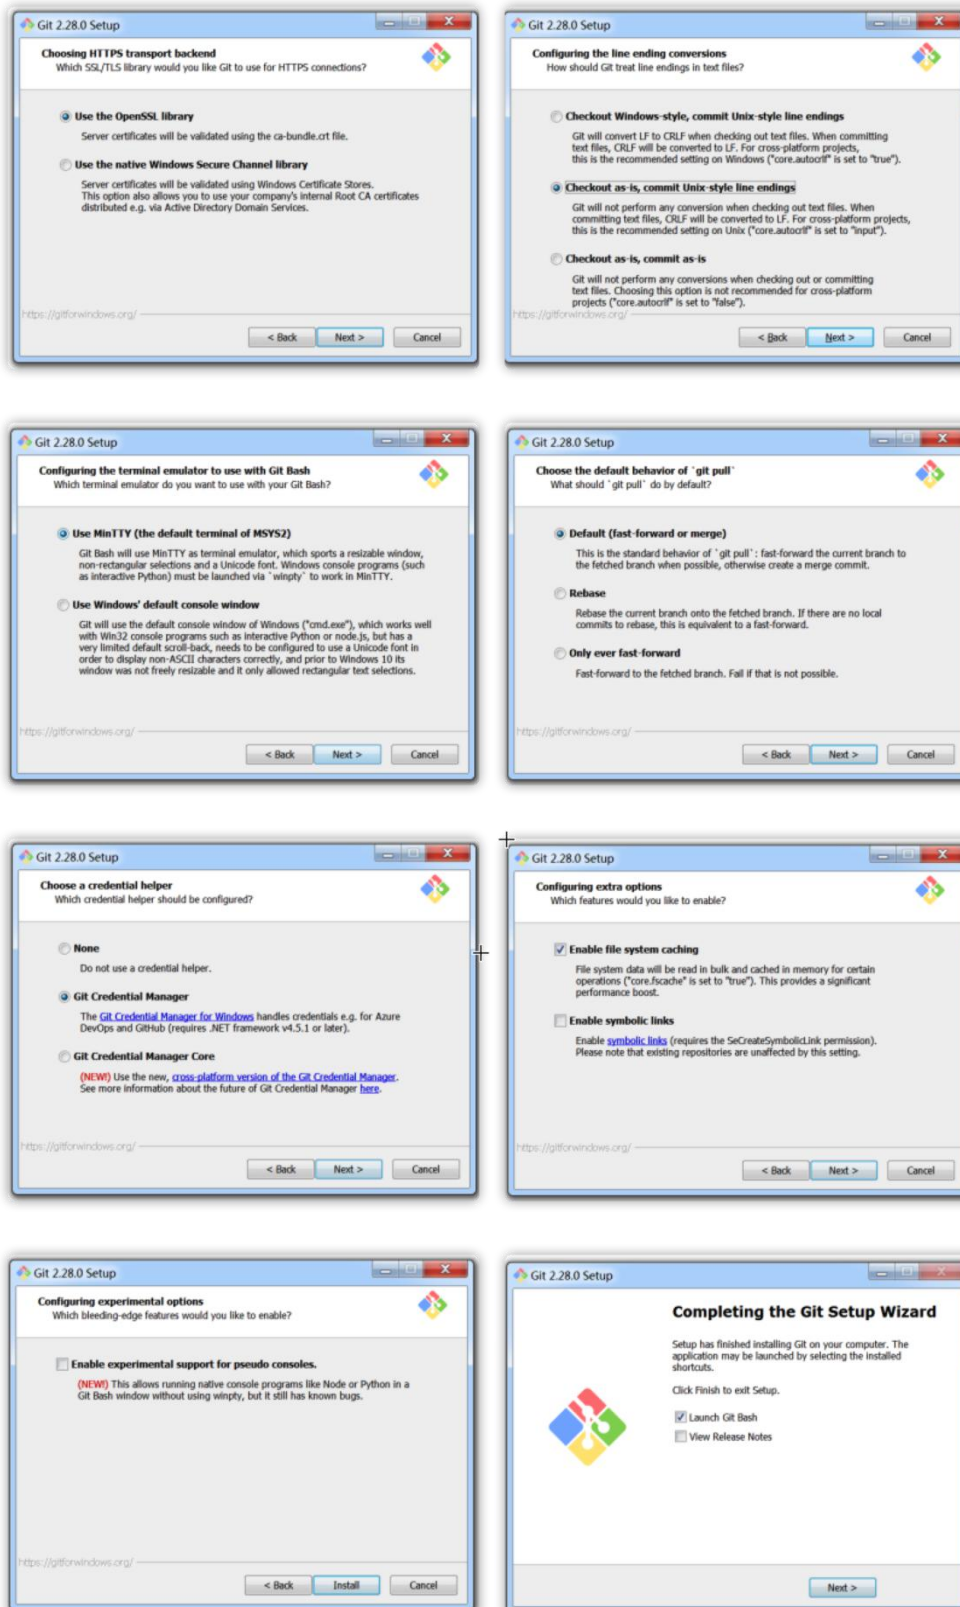 Git 2.28.0 Setup
Choosing HTTPS transport backend
Which SSL/TLS library would you like Git to use for HTTPS connections?
Use the OpenSSL library
Server certificates will be validated using the ca-bundle.crt file.
Use the native Windows Secure Channel library
Server certificates will be validated using Windows Certificate Stores.
This option also allows you to use your company's internal Root CA certificates
distributed e.g. via Active Directory Domain Services.
https://gitforwindows.org/
< Back
Next >
Cancel
Git 2.28.0 Setup
Configuring the line ending conversions
How should Git treat line endings in text files?
Checkout Windows-style, commit Unix-style line endings
Git will convert LF to CRLF when checking out text files. When committing
text files, CRLF will be converted to LF. For cross-platform projects,
this is the recommended setting on Windows ("core.autocrlf" is set to "true").
Checkout as-is, commit Unix-style line endings
Git will not perform any conversion when checking out text files. When
committing text files, CRLF will be converted to LF. For cross-platform projects,
this is the recommended setting on Unix ("core.autocrlf" is set to "input").
Checkout as-is, commit as-is
Git will not perform any conversions when checking out or committing
text files. Choosing this option is not recommended for cross-platform
projects ("core.autocrlf" is set to "false").
https://gitforwindows.org/
< Back
Next >
Cancel
Git 2.28.0 Setup
Configuring the terminal emulator to use with Git Bash
Which terminal emulator do you want to use with your Git Bash?
Use MinTTY (the default terminal of MSYS2)
Git Bash will use MinTTY as terminal emulator, which sports a resizable window,
non-rectangular selections and a Unicode font. Windows console programs (such
as interactive Python) must be launched via `winpty` to work in MinTTY.
Use Windows' default console window
Git will use the default console window of Windows ("cmd.exe"), which works well
with Win32 console programs such as interactive Python or node.js, but has a
very limited default scroll-back, needs to be configured to use a Unicode font in
order to display non-ASCII characters correctly, and prior to Windows 10 its
window was not freely resizable and it only allowed rectangular text selections.
https://gitforwindows.org/
< Back
Next >
Cancel
Git 2.28.0 Setup
Choose the default behavior of `git pull`
What should `git pull` do by default?
Default (fast-forward or merge)
This is the standard behavior of `git pull`: fast-forward the current branch to
the fetched branch when possible, otherwise create a merge commit.
Rebase
Rebase the current branch onto the fetched branch. If there are no local
commits to rebase, this is equivalent to a fast-forward.
Only ever fast-forward
Fast-forward to the fetched branch. Fail if that is not possible.
https://gitforwindows.org/
< Back
Next >
Cancel
Git 2.28.0 Setup
Choose a credential helper
Which credential helper should be configured?
None
Do not use a credential helper.
Git Credential Manager
The Git Credential Manager for Windows handles credentials e.g. for Azure
DevOps and GitHub (requires .NET framework v4.5.1 or later).
Git Credential Manager Core
(NEW!) Use the new, cross-platform version of the Git Credential Manager.
See more information about the future of Git Credential Manager here.
https://gitforwindows.org/
< Back
Next >
Cancel
Git 2.28.0 Setup
Configuring extra options
Which features would you like to enable?
Enable file system caching
File system data will be read in bulk and cached in memory for certain
operations ("core.fscache" is set to "true"). This provides a significant
performance boost.
Enable symbolic links
Enable symbolic links (requires the SeCreateSymbolicLink permission).
Please note that existing repositories are unaffected by this setting.
https://gitforwindows.org/
< Back
Next >
Cancel
Git 2.28.0 Setup
Configuring experimental options
Which bleeding-edge features would you like to enable?
Enable experimental support for pseudo consoles.
(NEW!) This allows running native console programs like Node or Python in a
Git Bash window without using winpty, but it still has known bugs.
https://gitforwindows.org/
< Back
Install
Cancel
Git 2.28.0 Setup
Completing the Git Setup Wizard
Setup has finished installing Git on your computer. The
application may be launched by selecting the installed
shortcuts.
Click Finish to exit Setup.
Launch Git Bash
View Release Notes
Next >